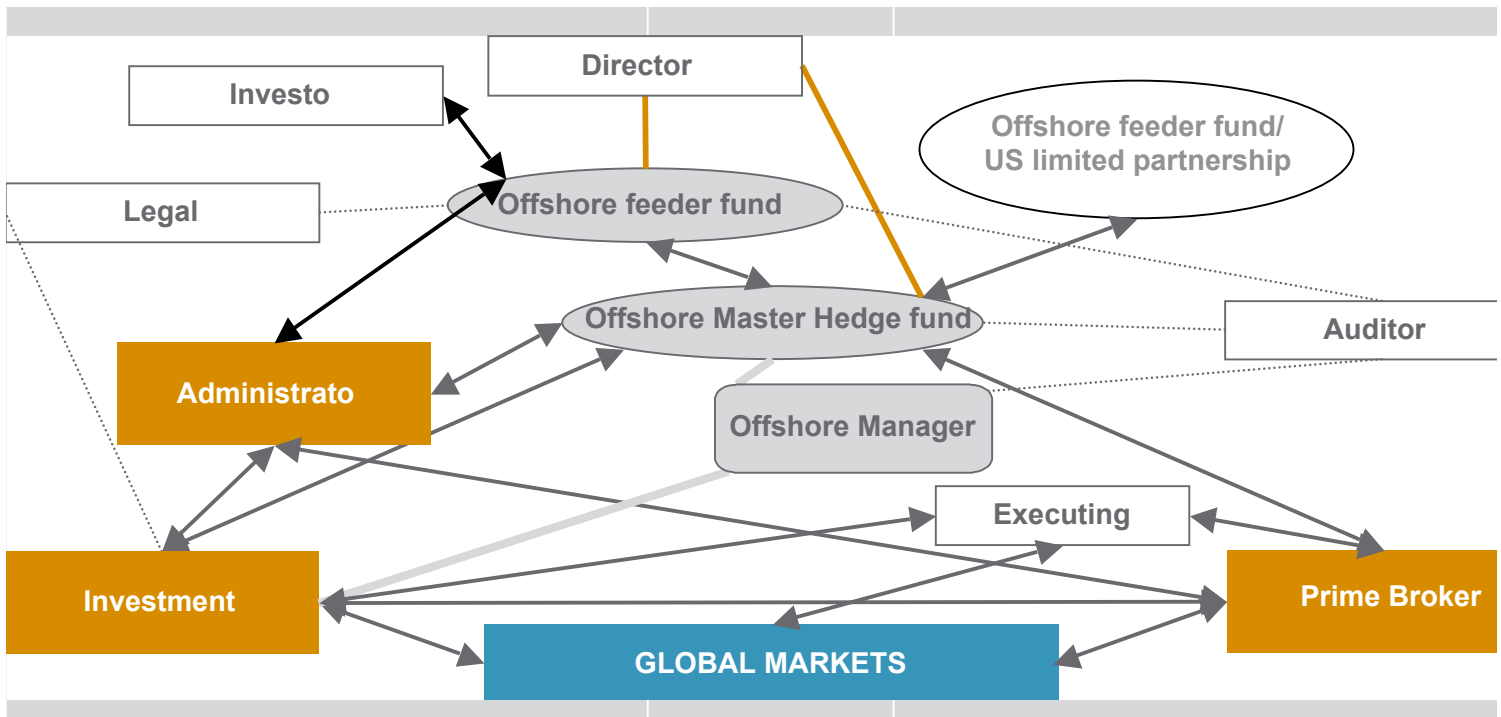 Director
Investo
Offshore feeder fund/
US limited partnership
Legal
Offshore feeder fund
Offshore Master Hedge fund
Auditor
Administrato
Offshore Manager
Executing
Investment
Prime Broker
GLOBAL MARKETS